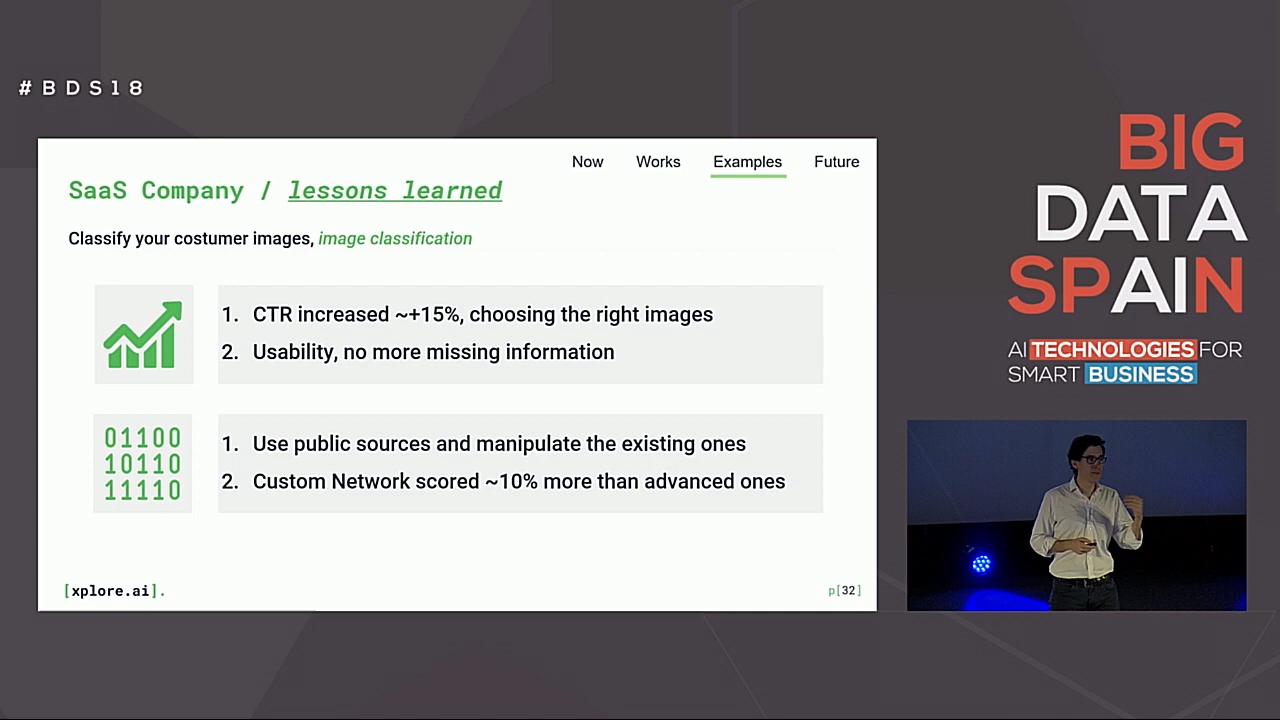 #BDS18
Now Works Examples Future
SaaS Company / lessons learned
Classify your costumer images, image classification
1. CTR increased ~+15%, choosing the right images
2. Usability, no more missing information
01100
10110
11110
1. Use public sources and manipulate the existing ones
2. Custom Network scored ~10% more than advanced ones
[xplore.ai].
p[32]
BIG
DATA
SPAIN
AI TECHNOLOGIES FOR
SMART BUSINESS